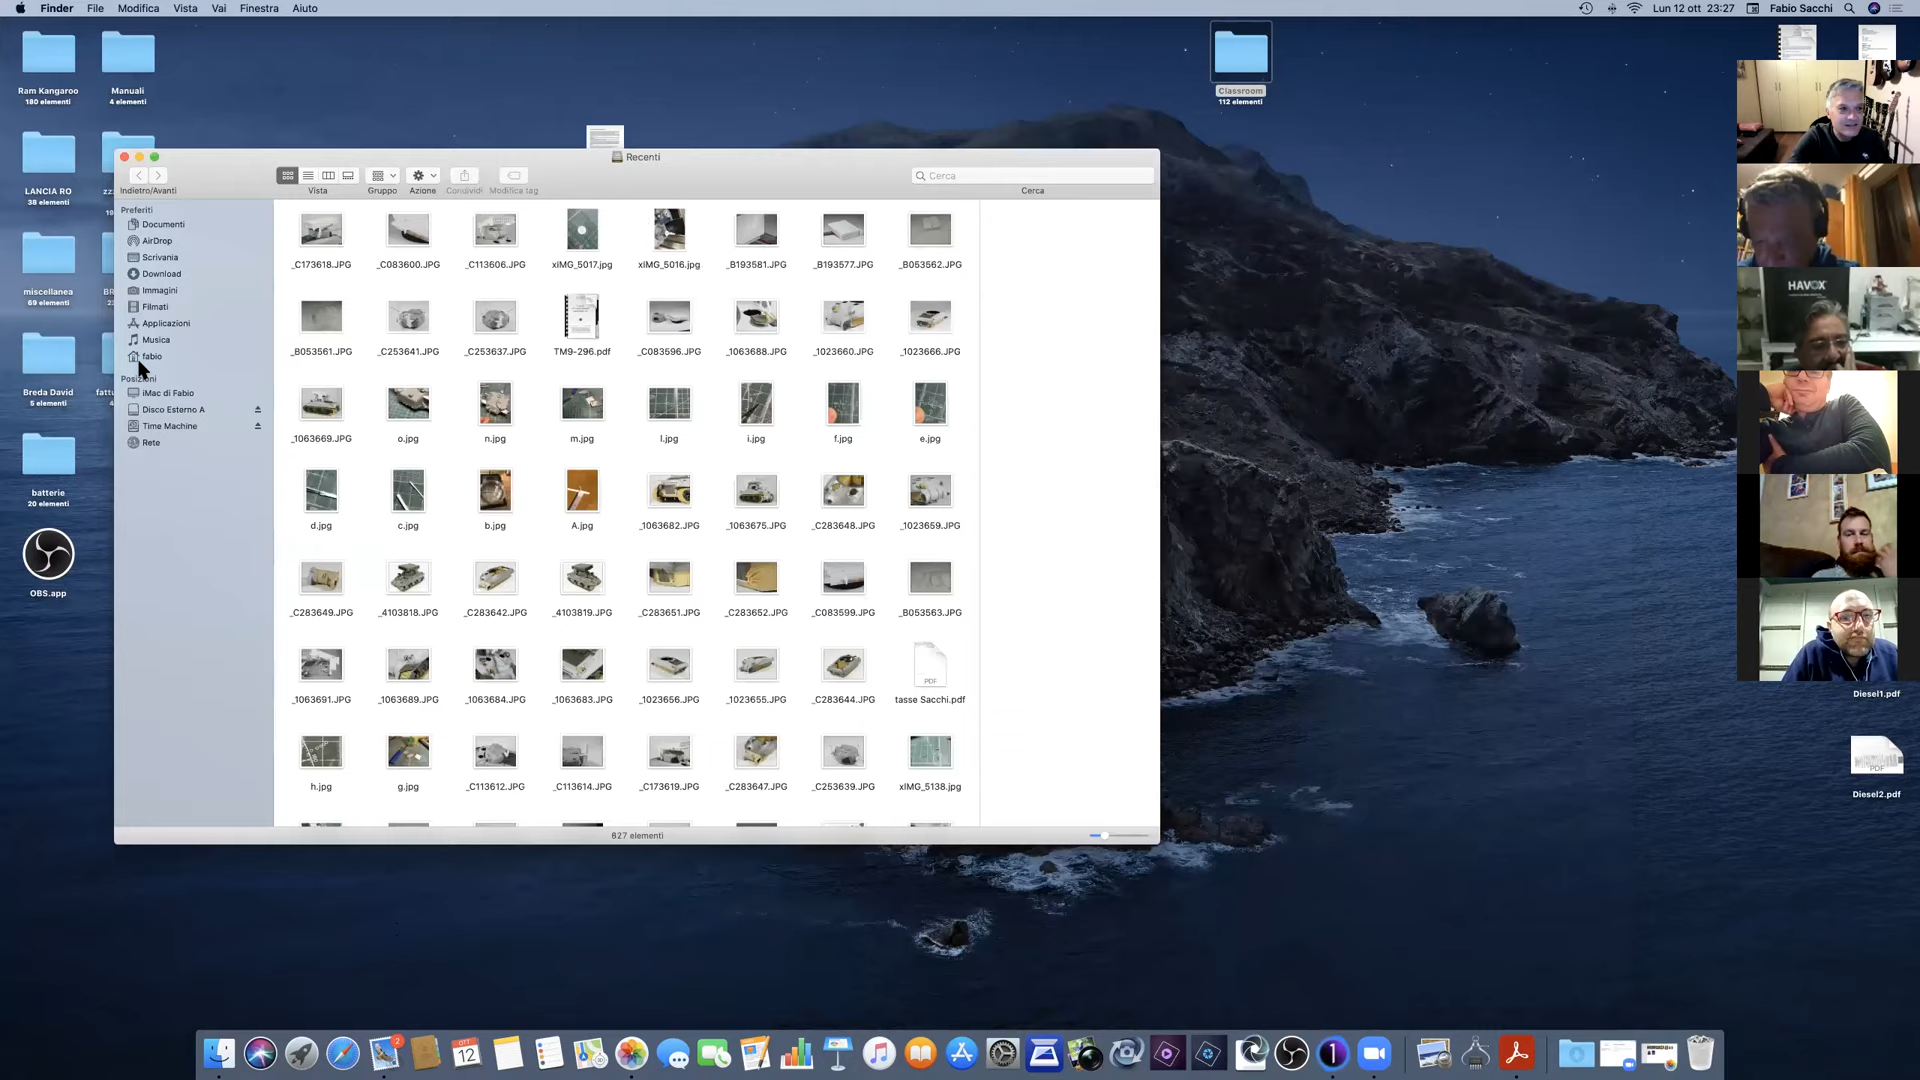 Finder File Modifica Vista Vai Finestra Aiuto
Lun 12 ott 23:27 Fabio Sacchi
Ram Kangaroo
180 elementi
Manuali
4 elementi
Classroom
112 elementi
LANCIA RO
38 elementi
miscellanea
69 elementi
Breda David
5 elementi
batterie
20 elementi
OBS.app
Recenti
Indietro/Avanti
Vista
Gruppo
Azione
Condividi
Modifica tag
Cerca
Cerca
Preferiti
Documenti
AirDrop
Scrivania
Download
Immagini
Filmati
Applicazioni
Musica
fabio
Posizioni
iMac di Fabio
Disco Esterno A
Time Machine
Rete
_C173618.JPG _C083600.JPG _C113606.JPG xIMG_5017.jpg xIMG_5016.jpg _B193581.JPG _B193577.JPG _B053562.JPG
_B053561.JPG _C253641.JPG _C253637.JPG TM9-296.pdf _C083596.JPG _1063688.JPG _1023660.JPG _1023666.JPG
_1063669.JPG o.jpg n.jpg m.jpg l.jpg i.jpg f.jpg e.jpg
d.jpg c.jpg b.jpg A.jpg _1063682.JPG _1063675.JPG _C283648.JPG _1023659.JPG
_C283649.JPG _4103818.JPG _C283642.JPG _4103819.JPG _C283651.JPG _C283652.JPG _C083599.JPG _B053563.JPG
PDF
_1063691.JPG _1063689.JPG _1063684.JPG _1063683.JPG _1023656.JPG _1023655.JPG _C283644.JPG tasse Sacchi.pdf
h.jpg g.jpg _C113612.JPG _C113614.JPG _C173619.JPG _C283647.JPG _C253639.JPG xIMG_5138.jpg
827 elementi
HAVOX
Diesel1.pdf
PDF
Diesel2.pdf
2
OTT
12
1